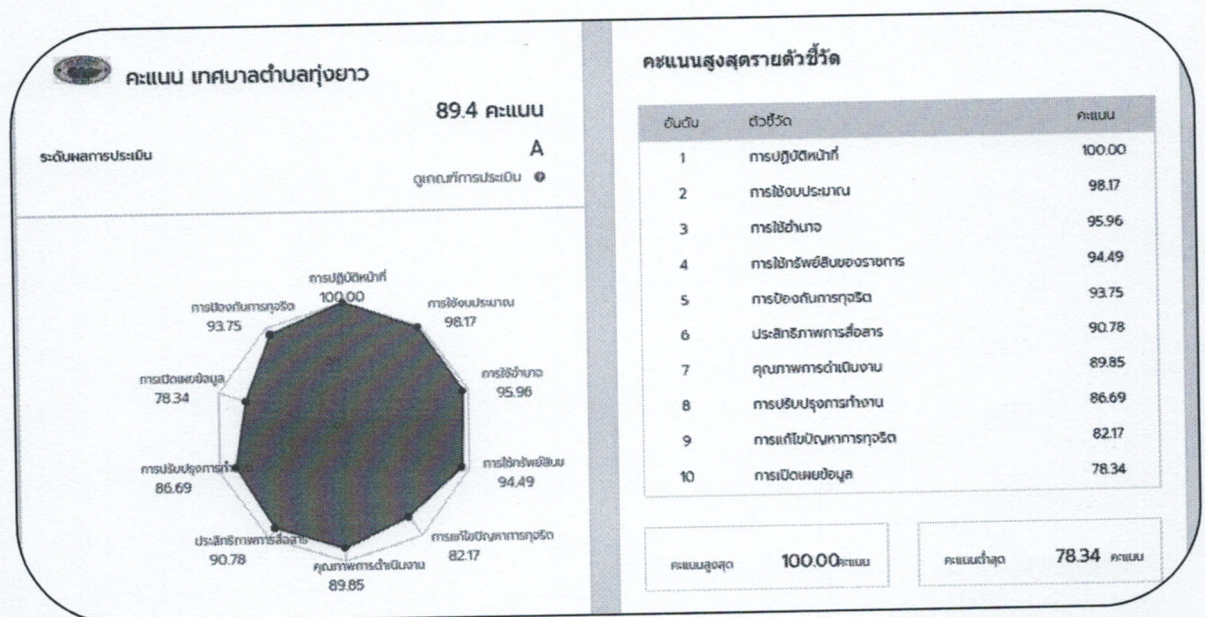 คะแนน เทศบาลตำบลทุ่งยาว
89.4 คะแนน
ระดับผลการประเมิน
A
ดูเกณฑ์การประเมิน
การปฏิบัติหน้าที่
100.00
การใช้งบประมาณ
98.17
การใช้อำนาจ
95.96
การใช้ทรัพย์สินข
94.49
การแก้ไขปัญหาการทุจริต
82.17
คุณภาพการดำเนินงาน
89.85
ประสิทธิภาพการสื่อสาร
90.78
การปรับปรุงการทำงาน
86.69
การเปิดเผยข้อมูล
78.34
การป้องกันการทุจริต
93.75
คะแนนสูงสุดรายตัวชี้วัด
อันดับ ตัวชี้วัด คะแนน
1 การปฏิบัติหน้าที่ 100.00
2 การใช้งบประมาณ 98.17
3 การใช้อำนาจ 95.96
4 การใช้ทรัพย์สินของราชการ 94.49
5 การป้องกันการทุจริต 93.75
6 ประสิทธิภาพการสื่อสาร 90.78
7 คุณภาพการดำเนินงาน 89.85
8 การปรับปรุงการทำงาน 86.69
9 การแก้ไขปัญหาการทุจริต 82.17
10 การเปิดเผยข้อมูล 78.34
คะแนนสูงสุด 100.00 คะแนน
คะแนนต่ำสุด 78.34 คะแนน